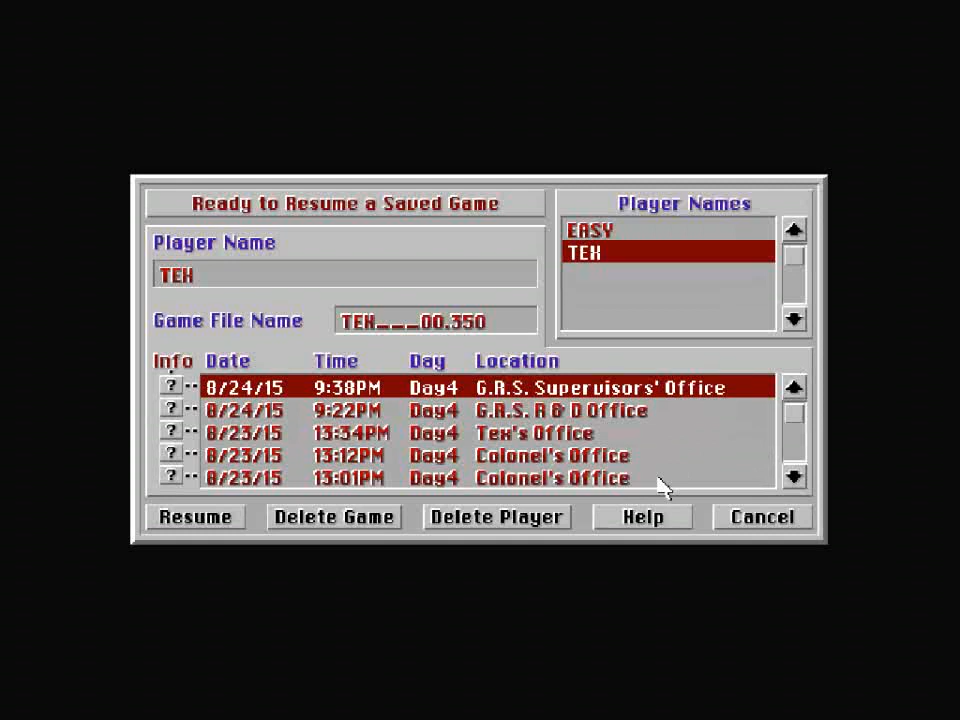 Ready to Resume a Saved Game
Player Names
Player Name
EASY
TEX
TEX
Game File Name
TEX___00.350
Info Date Time Day Location
? 8/24/15 9:38PM Day4 G.R.S. Supervisors' Office
? 8/24/15 9:22PM Day4 G.R.S. R & D Office
? 8/23/15 13:34PM Day4 Tex's Office
? 8/23/15 13:12PM Day4 Colonel's Office
? 8/23/15 13:01PM Day4 Colonel's Office
Resume Delete Game Delete Player Help Cancel